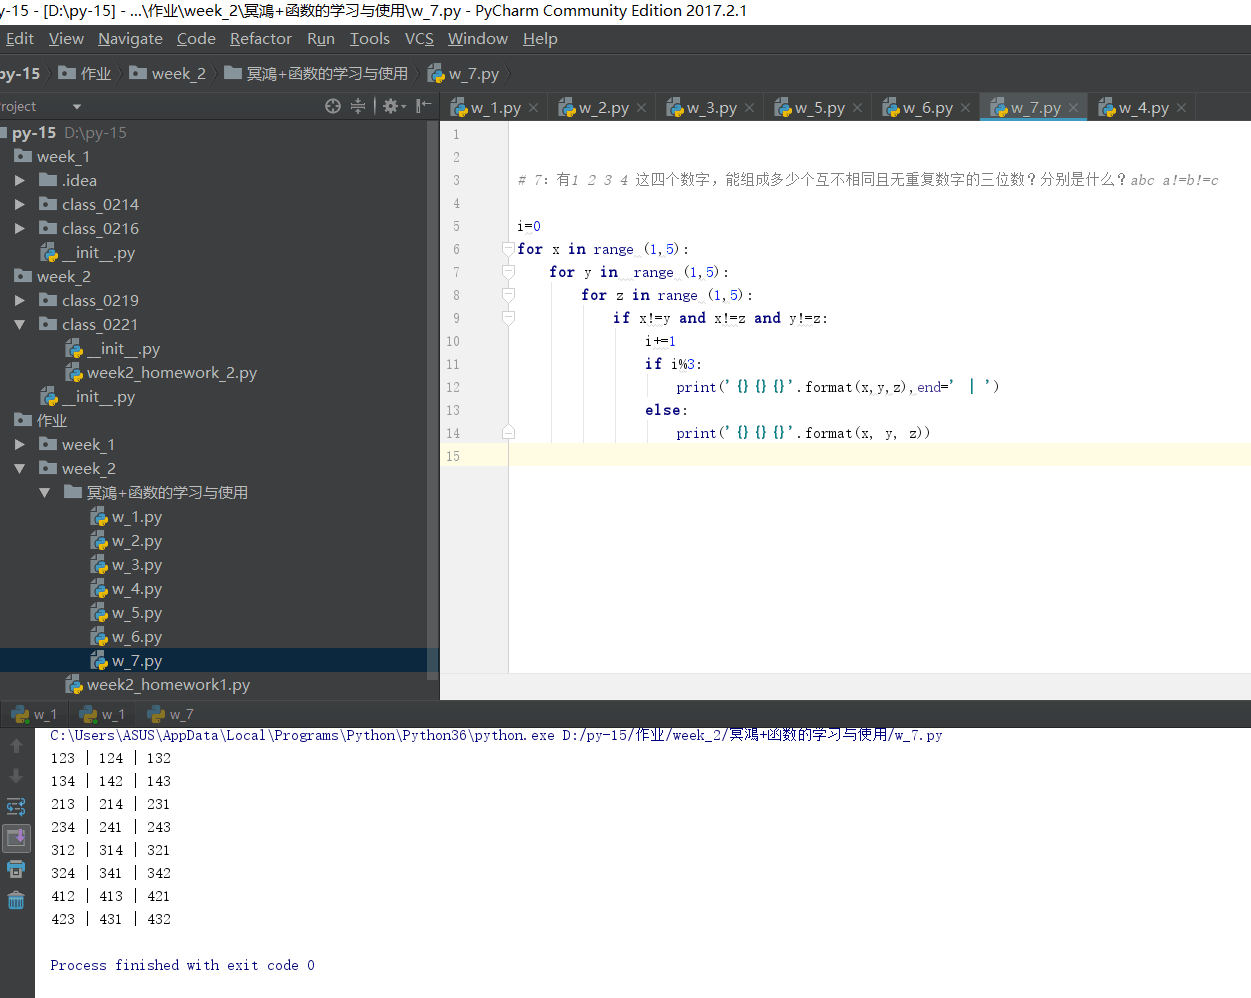 py-15 - [D:\py-15] - ...\作业\week_2\冥鴻+函数的学习与使用\w_7.py - PyCharm Community Edition 2017.2.1
Edit View Navigate Code Refactor Run Tools VCS Window Help
py-15 作业 week_2 冥鴻+函数的学习与使用 w_7.py
roject
w_1.py w_2.py w_3.py w_5.py w_6.py w_7.py w_4.py
py-15 D:\py-15
week_1
.idea
class_0214
class_0216
__init__.py
week_2
class_0219
class_0221
__init__.py
week2_homework_2.py
__init__.py
作业
week_1
week_2
冥鴻+函数的学习与使用
w_1.py
w_2.py
w_3.py
w_4.py
w_5.py
w_6.py
w_7.py
week2_homework1.py
1
2
3 # 7：有1 2 3 4 这四个数字，能组成多少个互不相同且无重复数字的三位数？分别是什么？abc a!=b!=c
4
5 i=0
6 for x in range (1,5):
7 for y in  range (1,5):
8 for z in range (1,5):
9 if x!=y and x!=z and y!=z:
10 i+=1
11 if i%3:
12 print('{}{}{}'.format(x,y,z),end=' | ')
13 else:
14 print('{}{}{}'.format(x, y, z))
15
w_1 w_1 w_7
C:\Users\ASUS\AppData\Local\Programs\Python\Python36\python.exe D:/py-15/作业/week_2/冥鴻+函数的学习与使用/w_7.py
123 | 124 | 132
134 | 142 | 143
213 | 214 | 231
234 | 241 | 243
312 | 314 | 321
324 | 341 | 342
412 | 413 | 421
423 | 431 | 432
Process finished with exit code 0